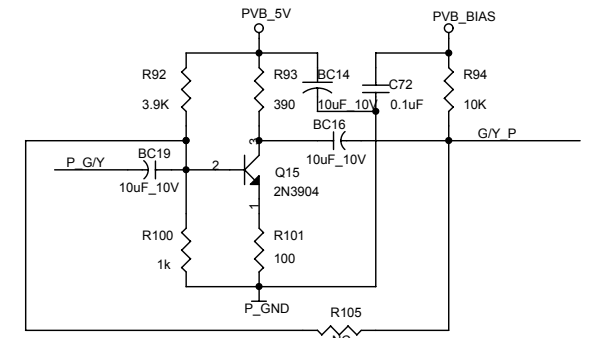 PVB_5V
PVB_BIAS
R92
R93
BC14
C72
R94
3.9K
390
10uF_10V
0.1uF
10K
BC16
G/Y_P
3
P_G/Y
BC19
10uF_10V
2
Q15
10uF_10V
2N3904
1
R100
R101
1k
100
P_GND
R105